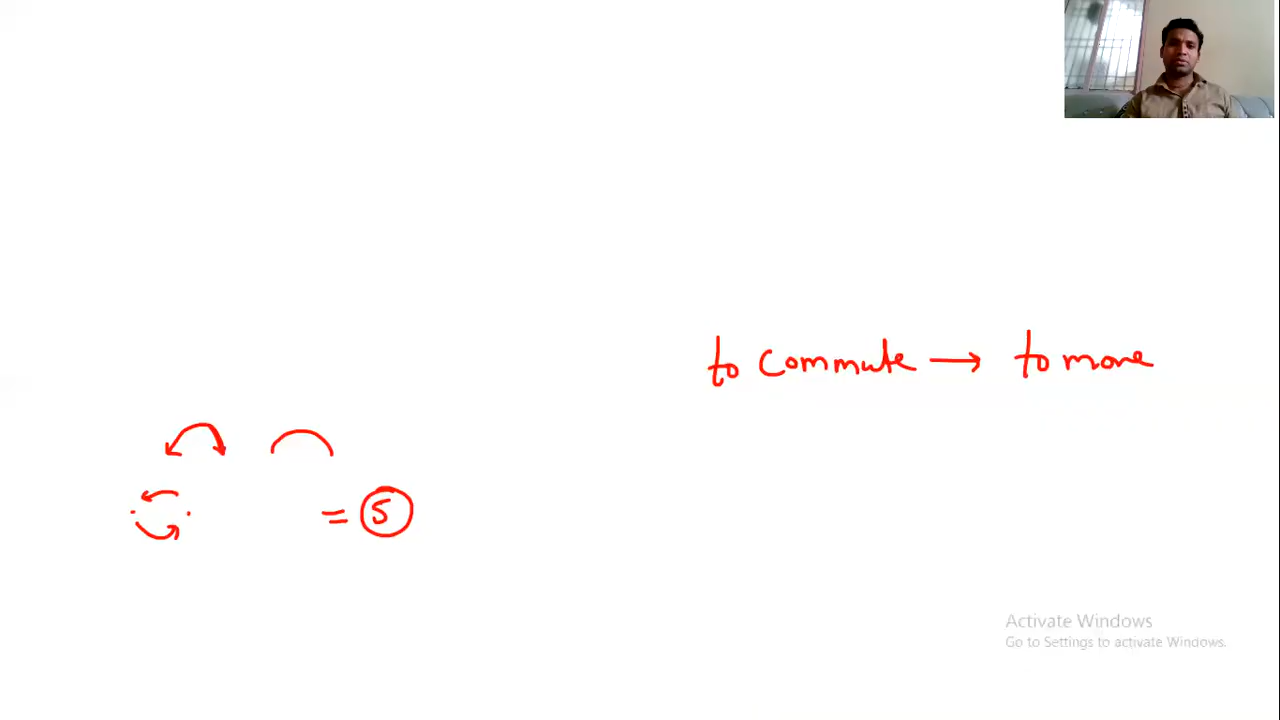 to commute → to move
= 5
Activate Windows
Go to Settings to activate Windows.